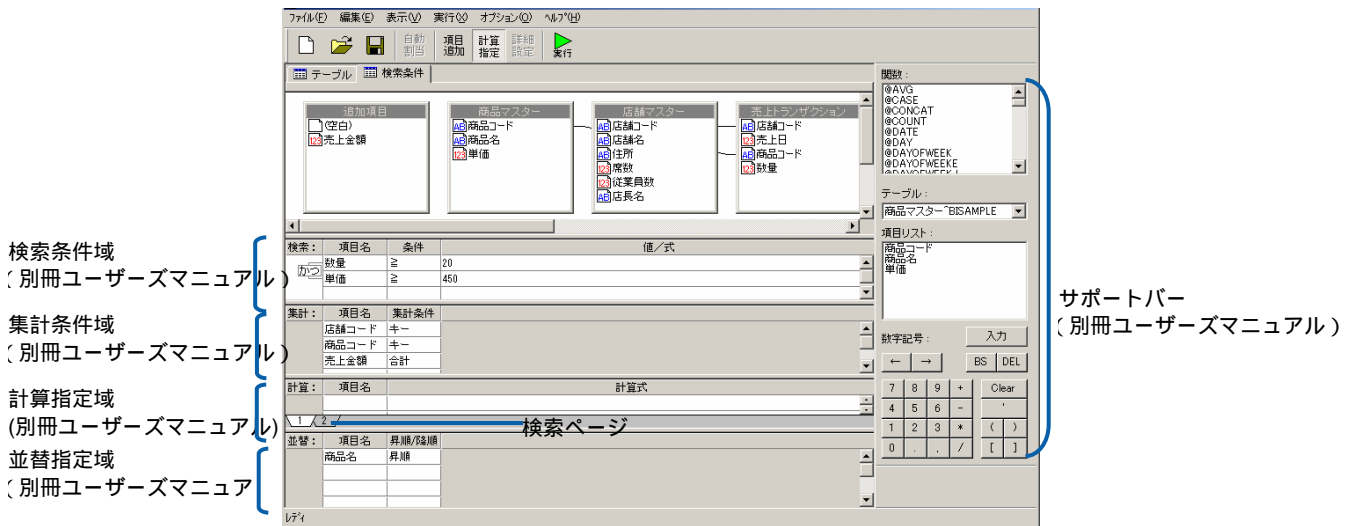 ﾌｧｲﾙ(F) 編集(E) 表示(V) 実行(X) オプション(O) ﾍﾙﾌﾟ(H)
自動割当 項目追加 計算指定 詳細設定 実行
テーブル 検索条件
追加項目
(空白)
売上金額
商品マスター
商品コード
商品名
単価
店舗マスター
店舗コード
店舗名
住所
席数
従業員数
店長名
売上トランザクション
店舗コード
売上日
商品コード
数量
検索： 項目名 条件 値／式
かつ
数量 ≧ 20
単価 ≧ 450
集計： 項目名 集計条件
店舗コード キー
商品コード キー
売上金額 合計
計算： 項目名 計算式
1 2
検索ページ
並替： 項目名 昇順/降順
商品名 昇順
ﾚﾃﾞｨ
関数：
@AVG
@CASE
@CONCAT
@COUNT
@DATE
@DAY
@DAYOFWEEK
@DAYOFWEEKE
@DAYOFWEEKJ
テーブル：
商品マスター^BISAMPLE
項目リスト：
商品コード
商品名
単価
数字記号： 入力
← → BS DEL
7 8 9 + Clear
4 5 6 - '
1 2 3 * ( )
0 . , / [ ]
検索条件域
(別冊ユーザーズマニュアル)
集計条件域
(別冊ユーザーズマニュアル)
計算指定域
(別冊ユーザーズマニュアル)
並替指定域
(別冊ユーザーズマニュア
サポートバー
(別冊ユーザーズマニュアル)